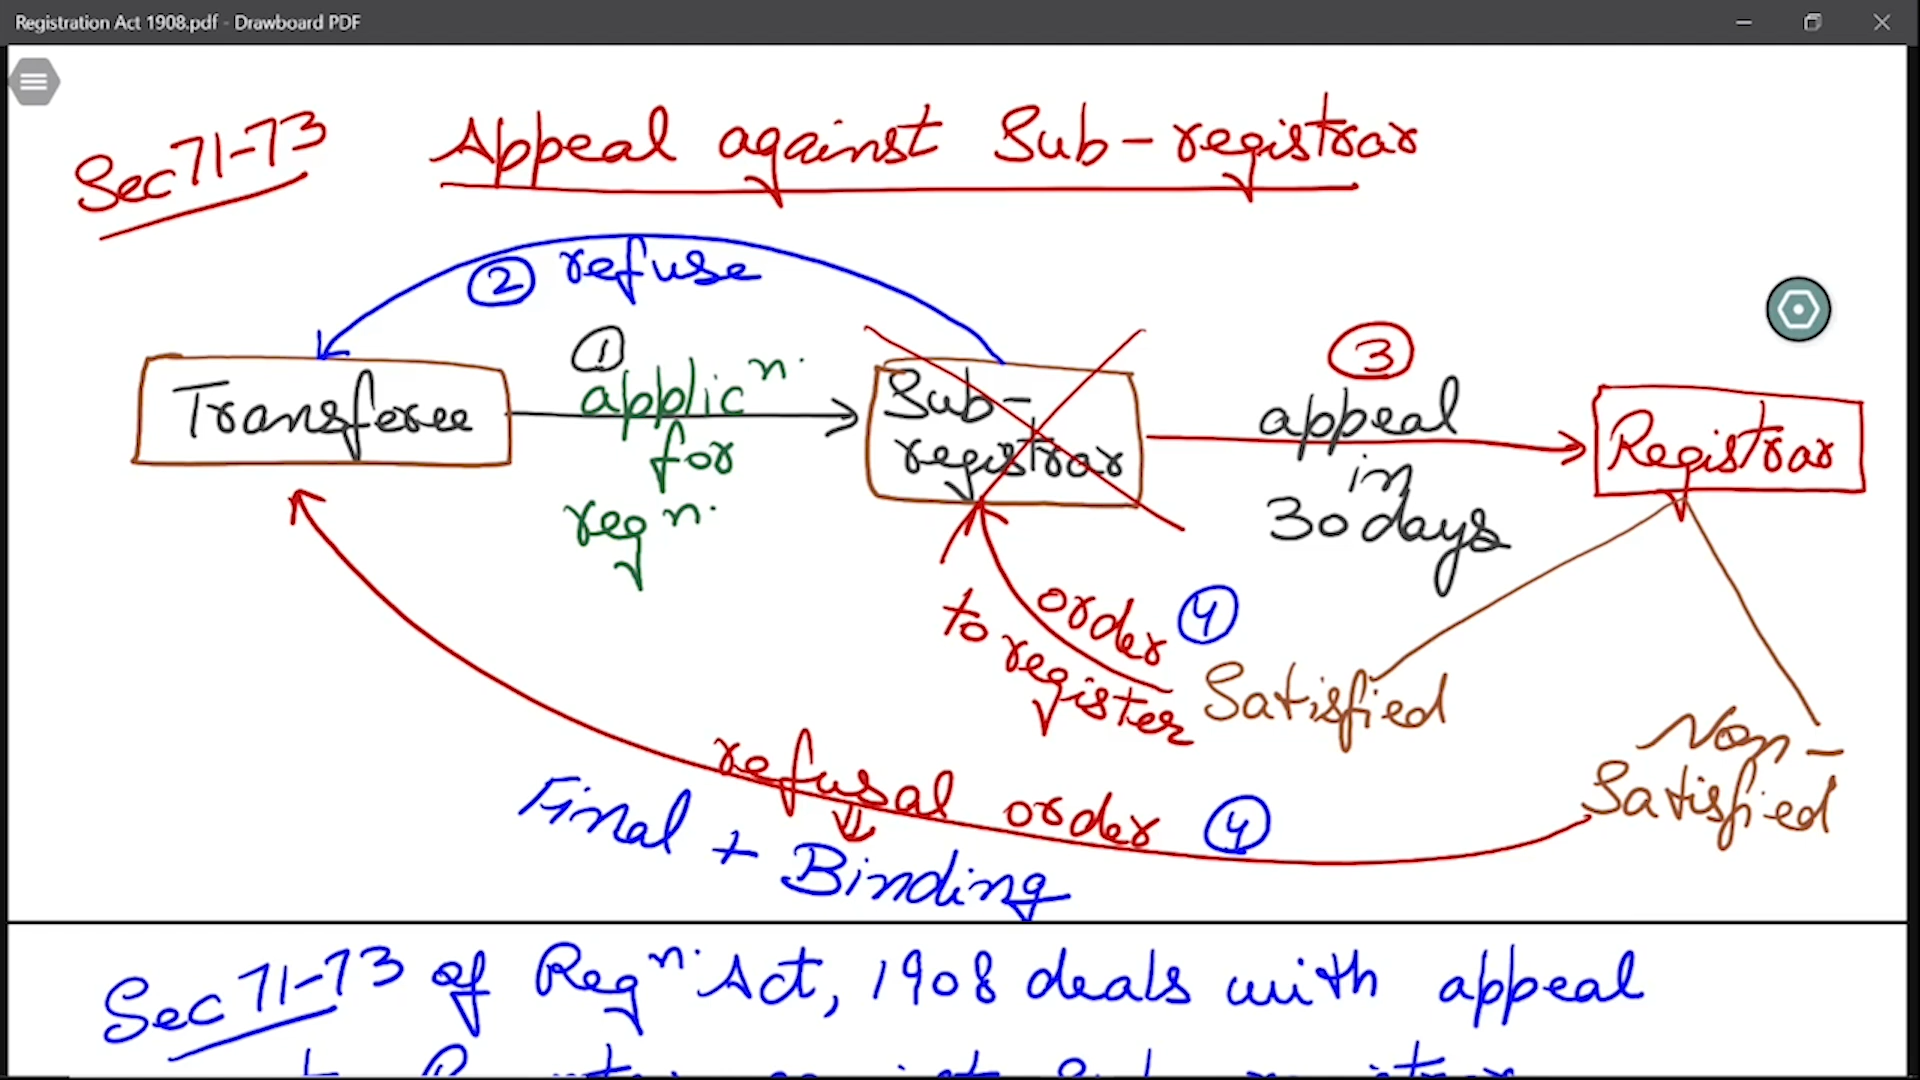 Registration Act 1908.pdf - Drawboard PDF
Sec 71-73
Appeal against Sub-registrar
② refuse
①
applicⁿ.
for
regⁿ.
Transferee
Sub-
registrar
③
appeal
in
30 days
Registrar
order ④
to register
Satisfied
Non-
Satisfied
refusal order ④
⇓
Final + Binding
Sec 71-73 of Regⁿ. Act, 1908 deals with appeal